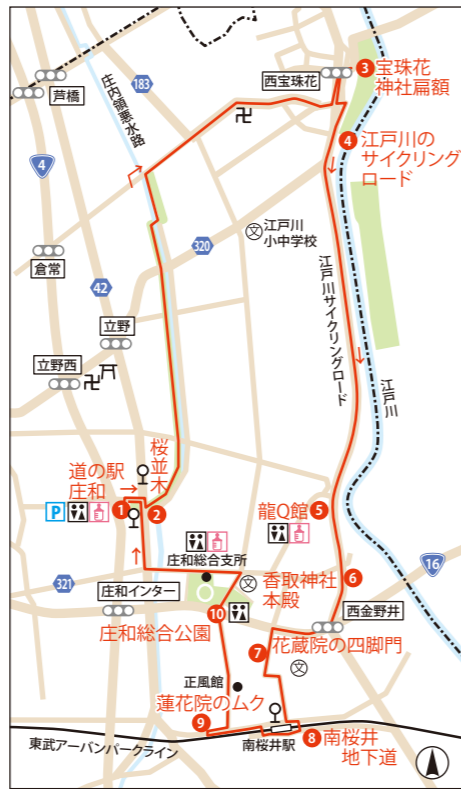 芦橋
183
庄内領悪水路
西宝珠花
3 宝珠花
神社扁額
4 江戸川の
サイクリング
ロード
4
320
文 江戸川
小中学校
倉常
42
立野
立野西
江戸川サイクリングロード
江戸川
桜並木
道の駅
庄和
P
1
2
龍Q館 5
庄和総合支所
16
6
321
庄和インター
文
香取神社
本殿
西金野井
10
庄和総合公園
花蔵院の四脚門
7
文
正風館
蓮花院のムク
9
8 南桜井
地下道
南桜井駅
東武アーバンパークライン